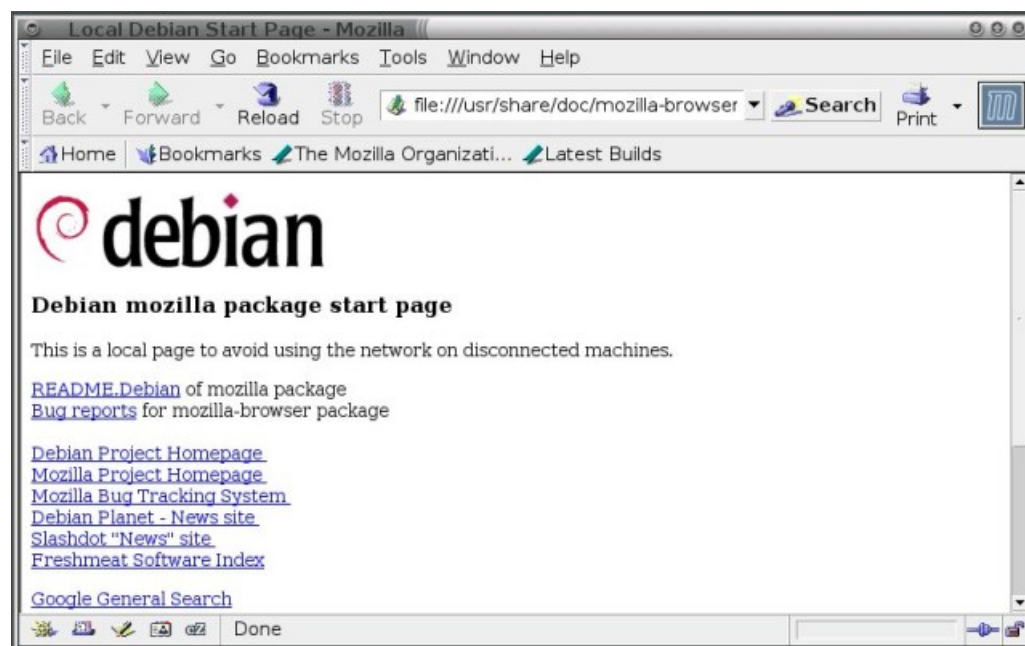 Local Debian Start Page - Mozilla
File Edit View Go Bookmarks Tools Window Help
Back Forward Reload Stop file:///usr/share/doc/mozilla-browser Search Print
Home Bookmarks The Mozilla Organizati... Latest Builds
debian
Debian mozilla package start page
This is a local page to avoid using the network on disconnected machines.
README.Debian of mozilla package
Bug reports for mozilla-browser package
Debian Project Homepage
Mozilla Project Homepage
Mozilla Bug Tracking System
Debian Planet - News site
Slashdot "News" site
Freshmeat Software Index
Google General Search
Done